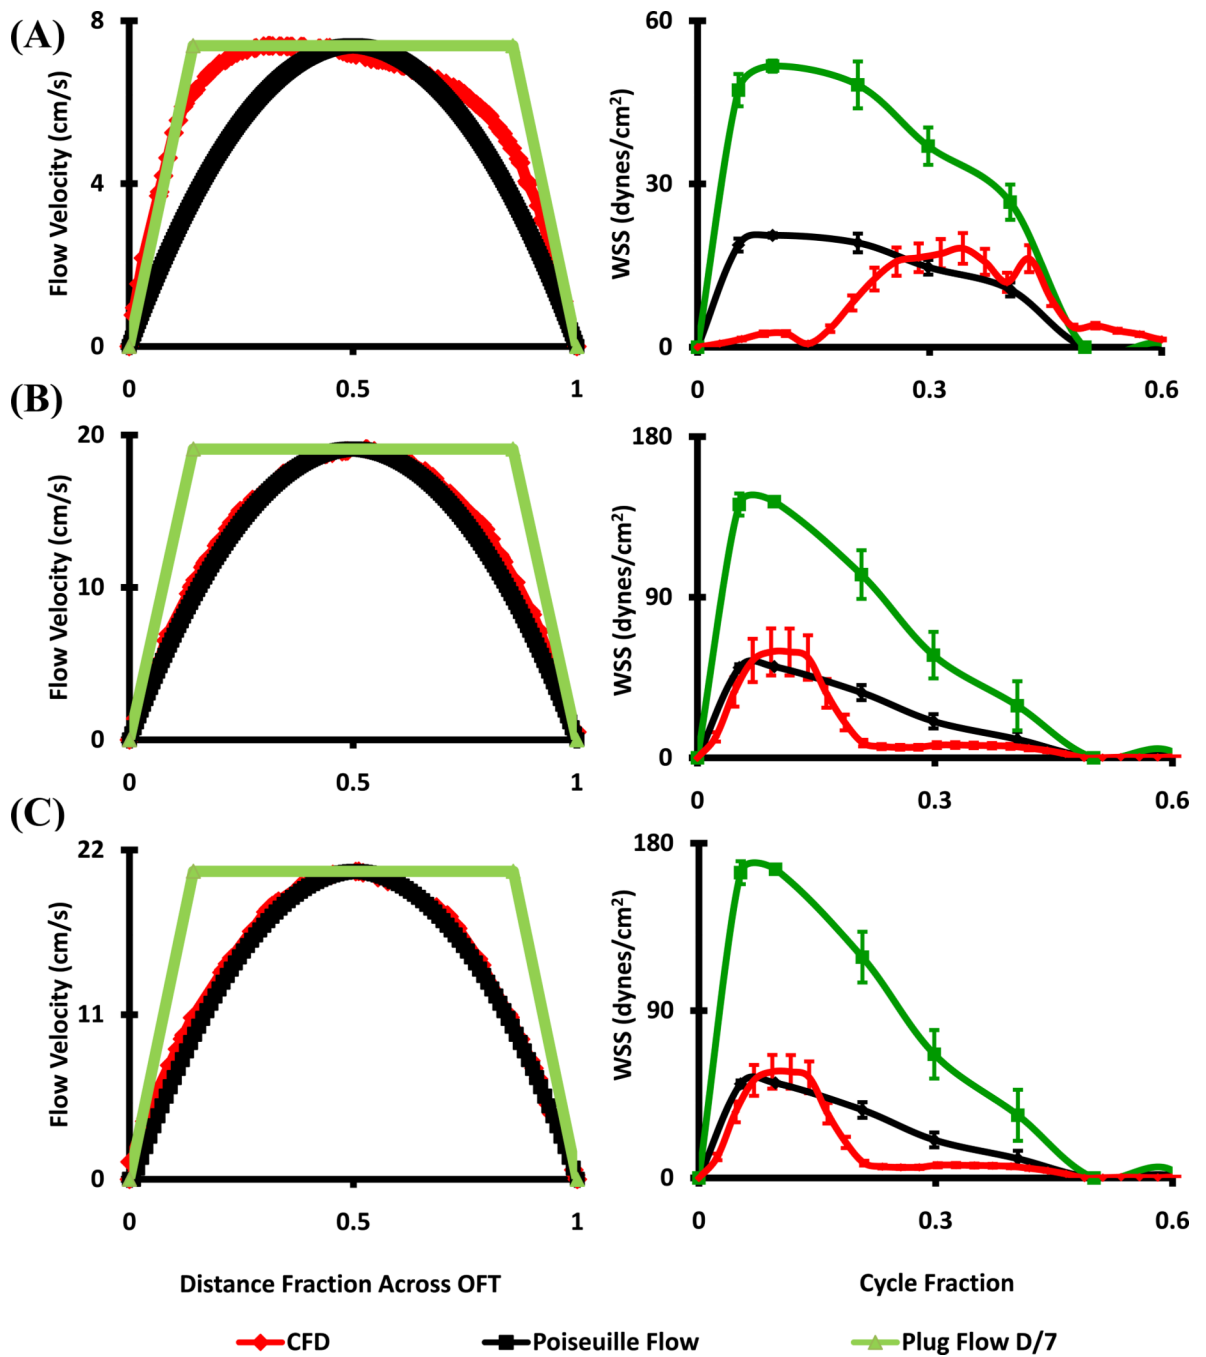 (A)
Flow Velocity (cm/s)
8
4
0
0
0.5
1
WSS (dynes/cm²)
60
30
0
0
0.3
0.6
(B)
Flow Velocity (cm/s)
20
10
0
0
0.5
1
WSS (dynes/cm²)
180
90
0
0
0.3
0.6
(C)
Flow Velocity (cm/s)
22
11
0
0
0.5
1
WSS (dynes/cm²)
180
90
0
0
0.3
0.6
Distance Fraction Across OFT
Cycle Fraction
CFD
Poiseuille Flow
Plug Flow D/7